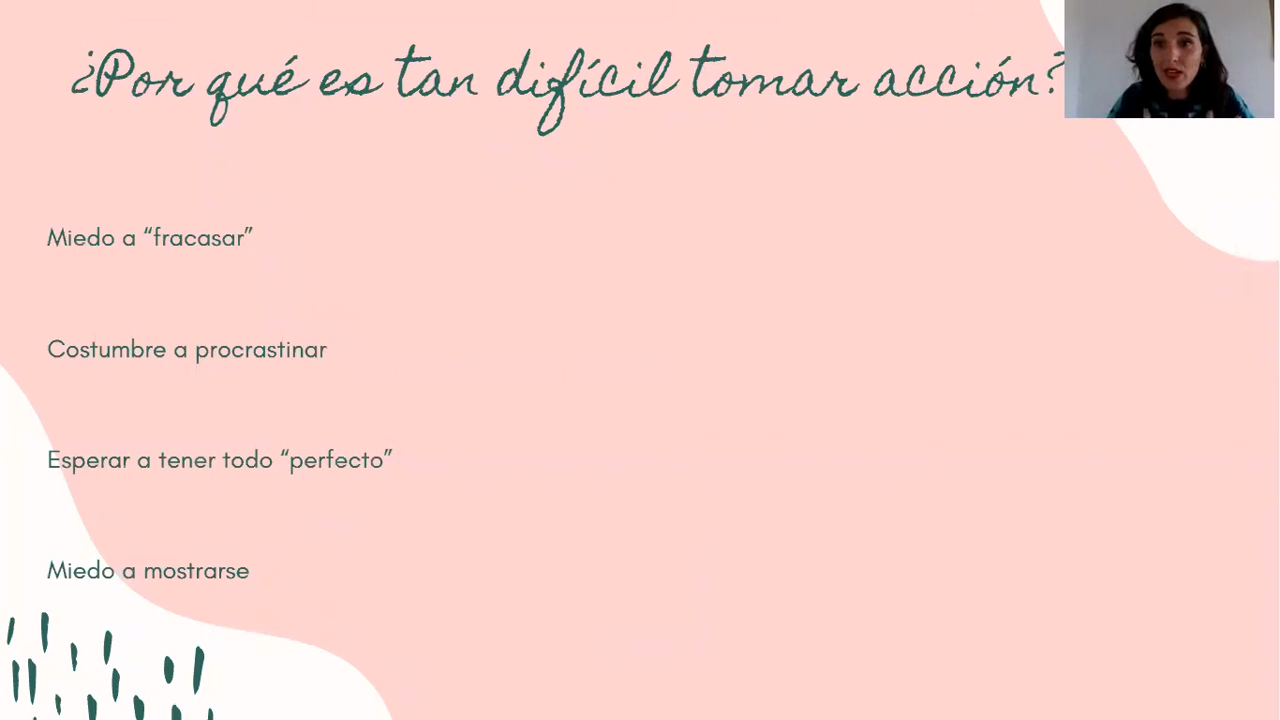 ¿Por qué es tan difícil tomar acción?
Miedo a “fracasar”
Costumbre a procrastinar
Esperar a tener todo “perfecto”
Miedo a mostrarse